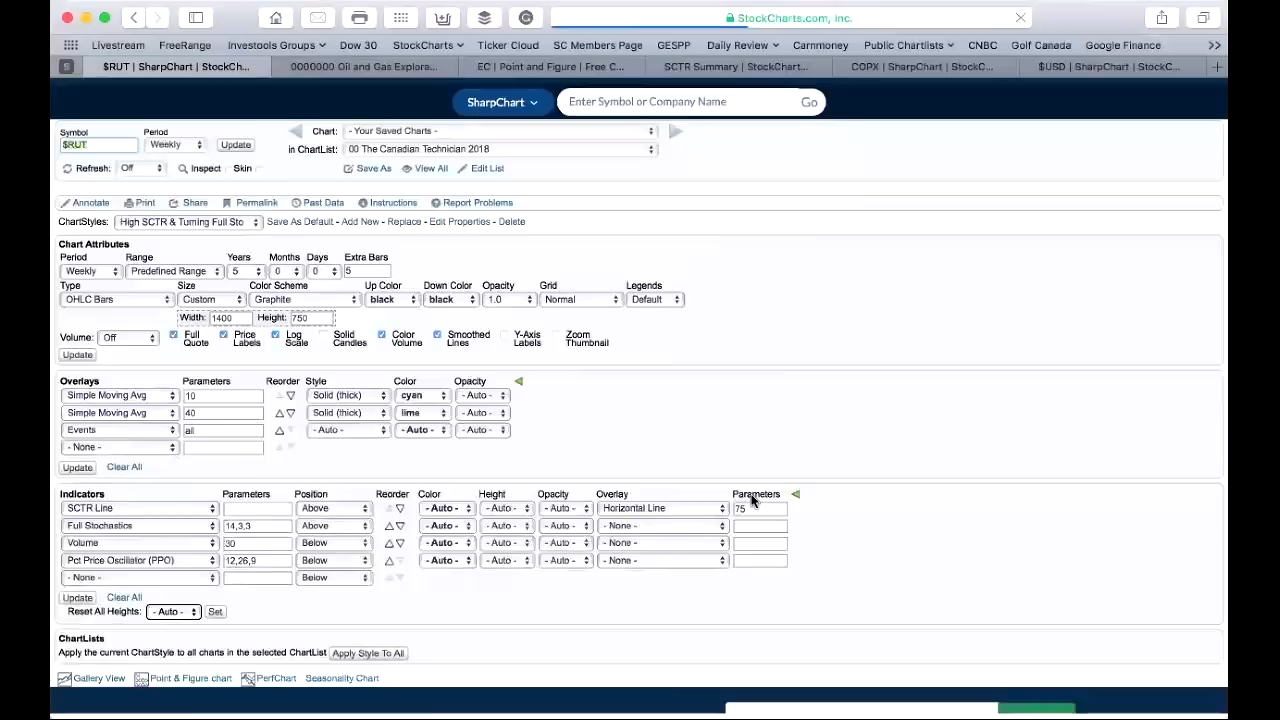 StockCharts.com, inc.
Livestream FreeRange Investools Groups Dow 30 StockCharts Ticker Cloud SC Members Page GESPP Daily Review Carnmoney Public Chartlists CNBC Golf Canada Google Finance
S $RUT | SharpChart | StockCh... 0000000 Oil and Gas Explora... EC | Point and Figure | Free C... SCTR Summary | StockChart... COPX | SharpChart | StockC... $USD | SharpChart | StockC...
SharpChart Enter Symbol or Company Name Go
Symbol Period Chart: - Your Saved Charts -
$RUT Weekly Update in ChartList: 00 The Canadian Technician 2018
Refresh: Off Inspect Skin Save As View All Edit List
Annotate Print Share Permalink Past Data Instructions Report Problems
ChartStyles: High SCTR & Turning Full Sto Save As Default - Add New - Replace - Edit Properties - Delete
Chart Attributes
Period Range Years Months Days Extra Bars
Weekly Predefined Range 5 0 0 5
Type Size Color Scheme Up Color Down Color Opacity Grid Legends
OHLC Bars Custom Graphite black black 1.0 Normal Default
Width: 1400 Height: 750
Volume: Off Full Quote Price Labels Log Scale Solid Candles Color Volume Smoothed Lines Y-Axis Labels Zoom Thumbnail
Update
Overlays Parameters Reorder Style Color Opacity
Simple Moving Avg 10 Solid (thick) cyan - Auto -
Simple Moving Avg 40 Solid (thick) lime - Auto -
Events all - Auto - - Auto - - Auto -
- None -
Update Clear All
Indicators Parameters Position Reorder Color Height Opacity Overlay Parameters
SCTR Line Above - Auto - - Auto - - Auto - Horizontal Line 75
Full Stochastics 14,3,3 Above - Auto - - Auto - - Auto - - None -
Volume 30 Below - Auto - - Auto - - Auto - - None -
Pct Price Oscillator (PPO) 12,26,9 Below - Auto - - Auto - - Auto - - None -
- None - Below
Update Clear All
Reset All Heights: - Auto - Set
ChartLists
Apply the current ChartStyle to all charts in the selected ChartList Apply Style To All
Gallery View Point & Figure chart PerfChart Seasonality Chart